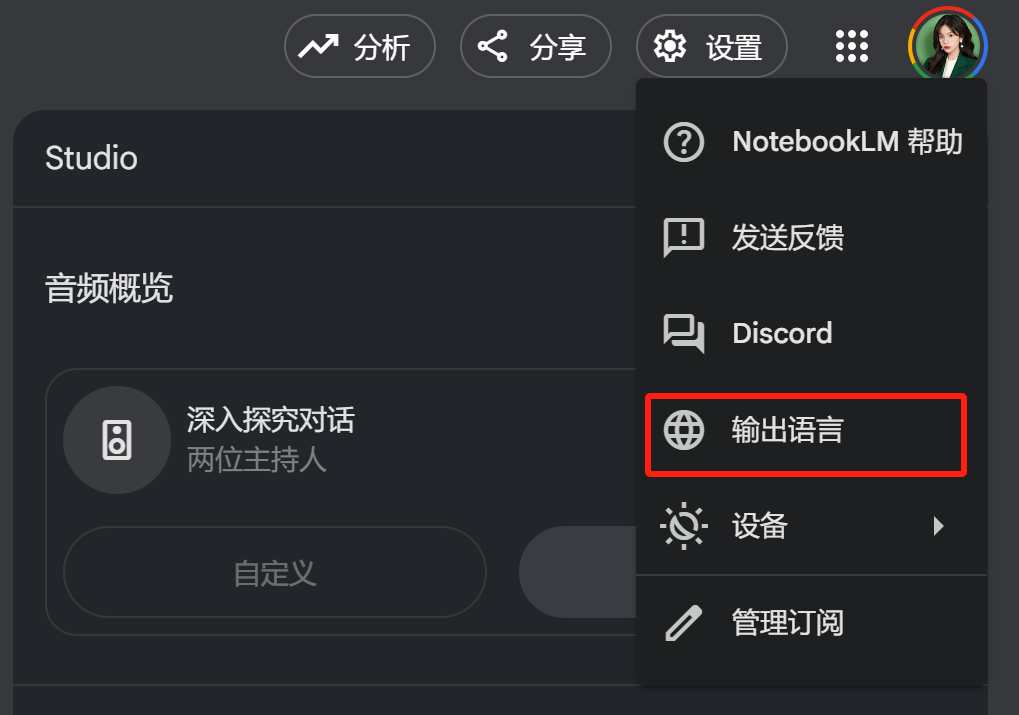 分析
分享
设置
Studio
NotebookLM 帮助
发送反馈
音频概览
Discord
深入探究对话
两位主持人
输出语言
设备
自定义
管理订阅